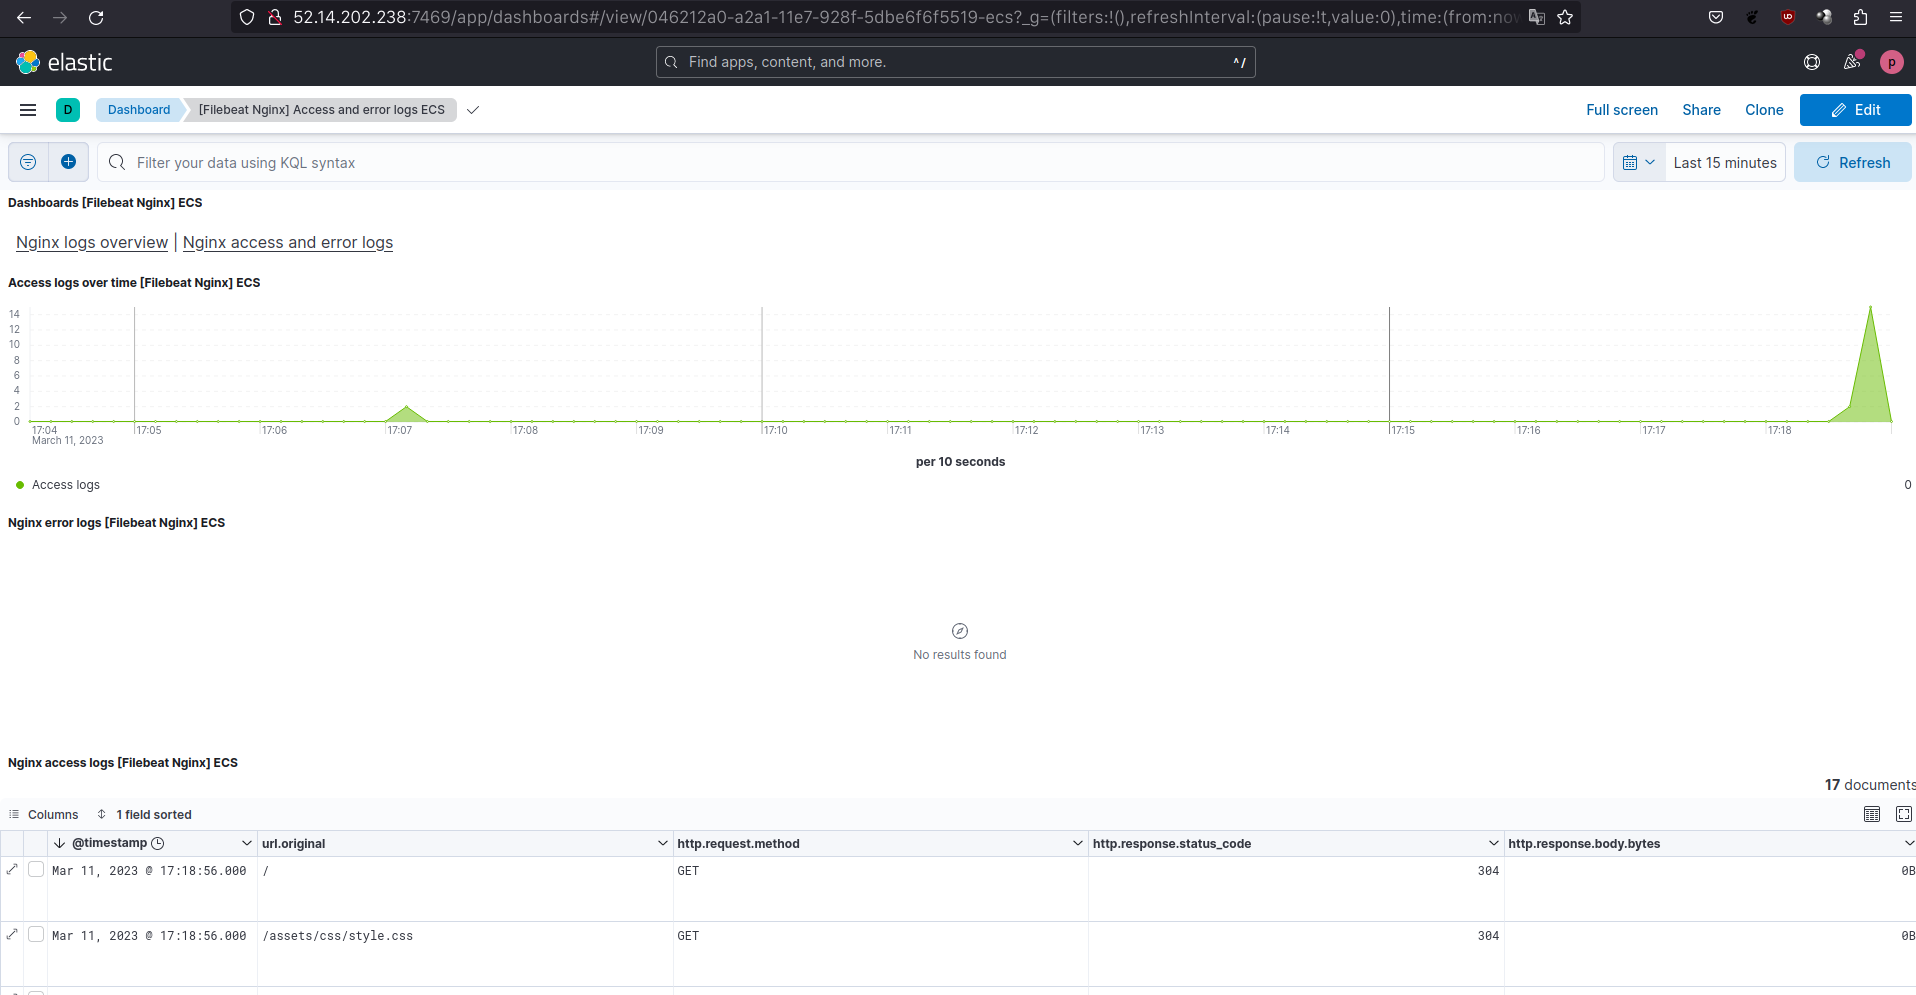 52.14.202.238:7469/app/dashboards#/view/046212a0-a2a1-11e7-928f-5dbe6f6f5519-ecs?_g=(filters:!(),refreshInterval:(pause:!t,value:0),time:(from:now
elastic
Find apps, content, and more.
^/
p
D
Dashboard
[Filebeat Nginx] Access and error logs ECS
Full screen
Share
Clone
Edit
Filter your data using KQL syntax
Last 15 minutes
Refresh
Dashboards [Filebeat Nginx] ECS
Nginx logs overview | Nginx access and error logs
Access logs over time [Filebeat Nginx] ECS
14
12
10
8
6
4
2
0
17:04 17:05 17:06 17:07 17:08 17:09 17:10 17:11 17:12 17:13 17:14 17:15 17:16 17:17 17:18
March 11, 2023
per 10 seconds
Access logs 0
Nginx error logs [Filebeat Nginx] ECS
No results found
Nginx access logs [Filebeat Nginx] ECS
17 documents
Columns 1 field sorted
@timestamp url.original http.request.method http.response.status_code http.response.body.bytes
Mar 11, 2023 @ 17:18:56.000 / GET 304 0B
Mar 11, 2023 @ 17:18:56.000 /assets/css/style.css GET 304 0B